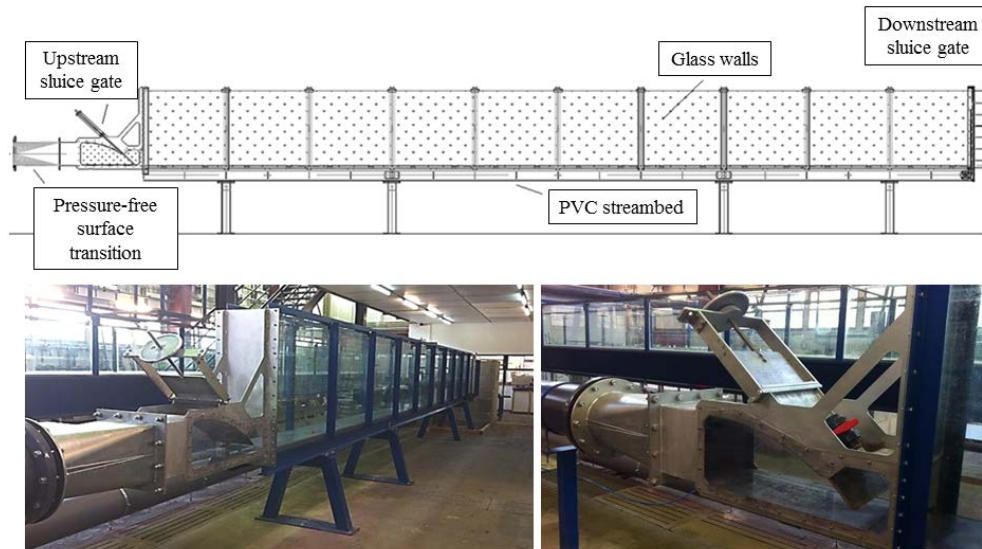 Upstream
sluice gate
Glass walls
Downstream
sluice gate
Pressure-free
surface
transition
PVC streambed